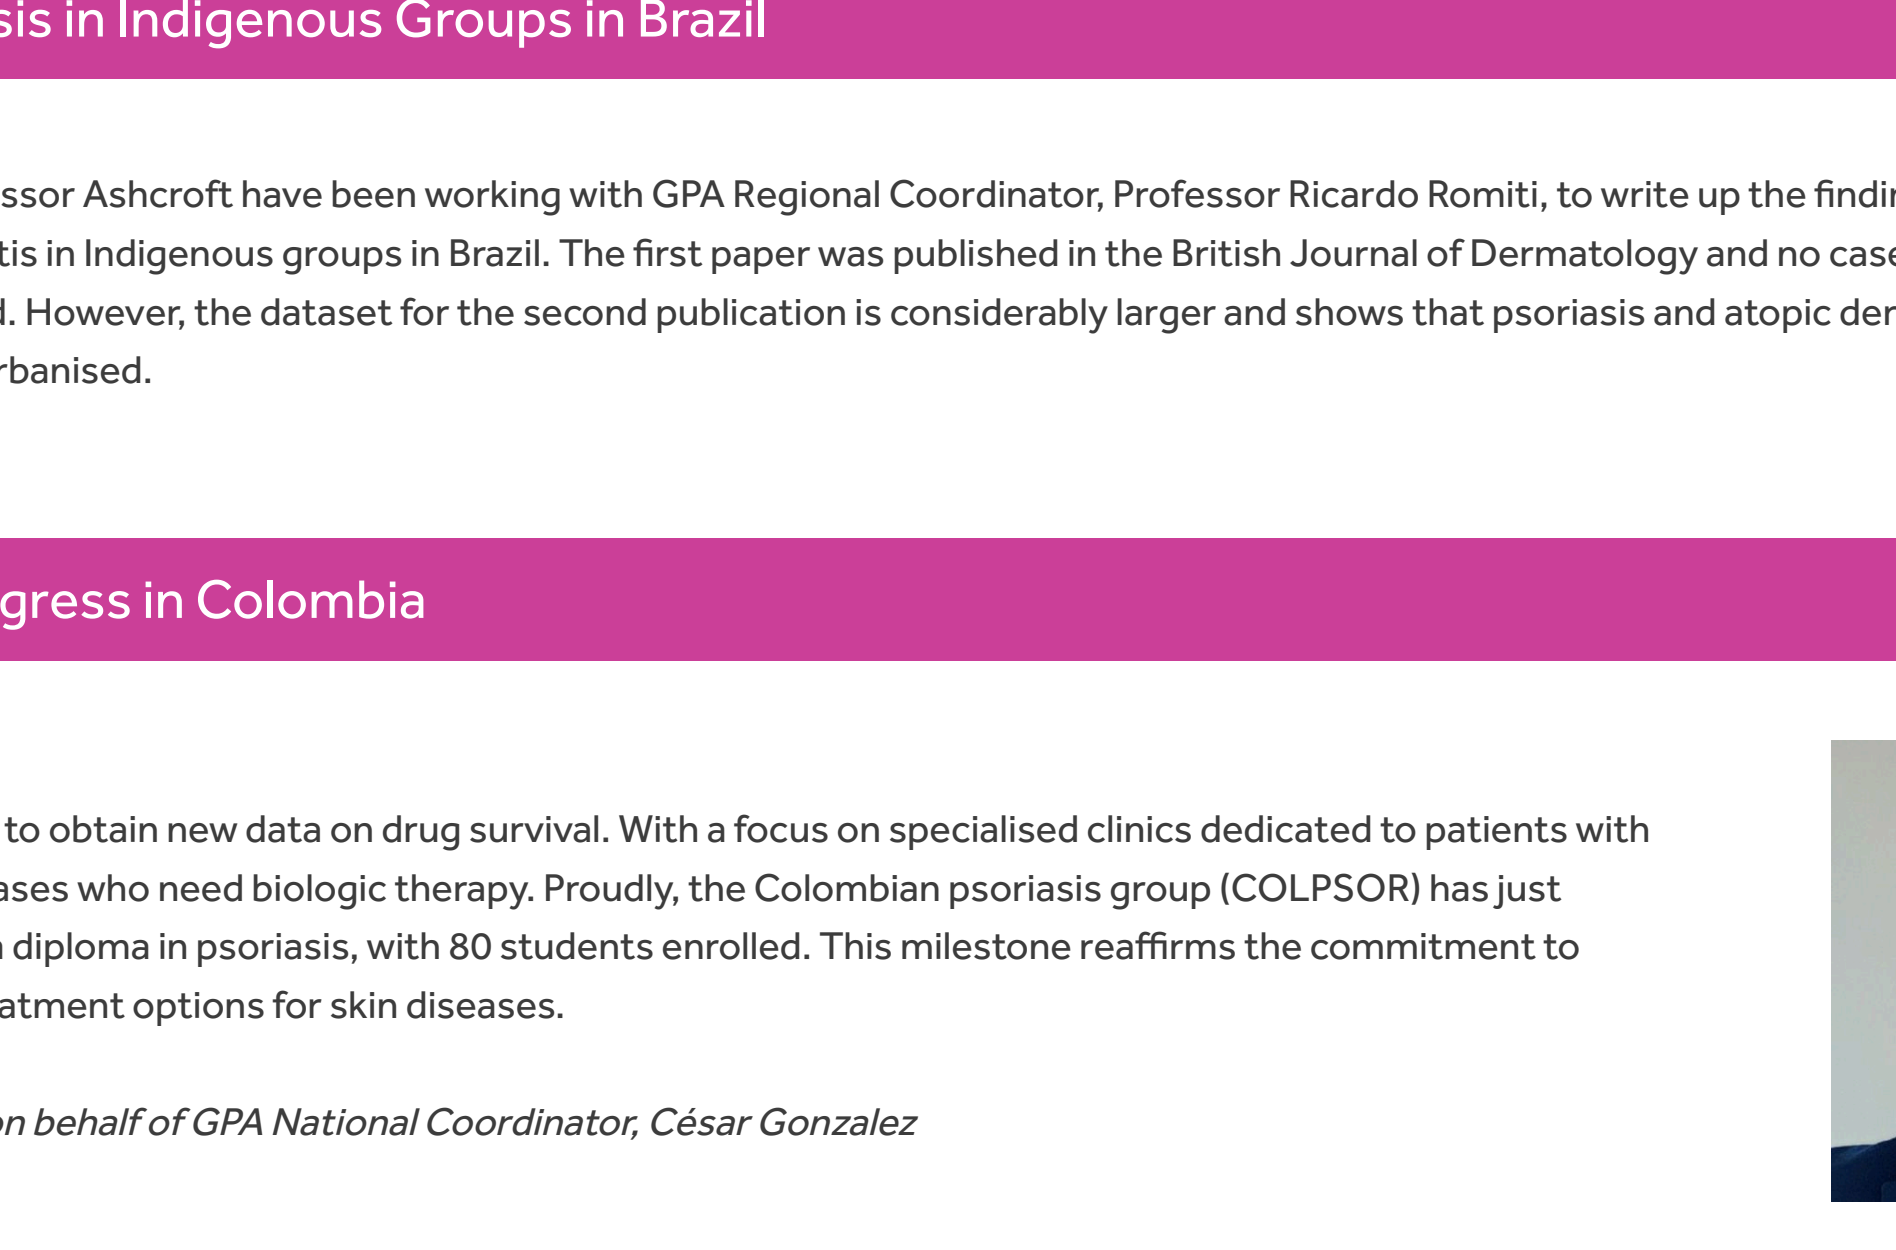 sis in Indigenous Groups in Brazil
ssor Ashcroft have been working with GPA Regional Coordinator, Professor Ricardo Romiti, to write up the findin
tis in Indigenous groups in Brazil. The first paper was published in the British Journal of Dermatology and no case
d. However, the dataset for the second publication is considerably larger and shows that psoriasis and atopic der
rbanised.
gress in Colombia
to obtain new data on drug survival. With a focus on specialised clinics dedicated to patients with
ases who need biologic therapy. Proudly, the Colombian psoriasis group (COLPSOR) has just
diploma in psoriasis, with 80 students enrolled. This milestone reaffirms the commitment to
atment options for skin diseases.
on behalf of GPA National Coordinator, César Gonzalez